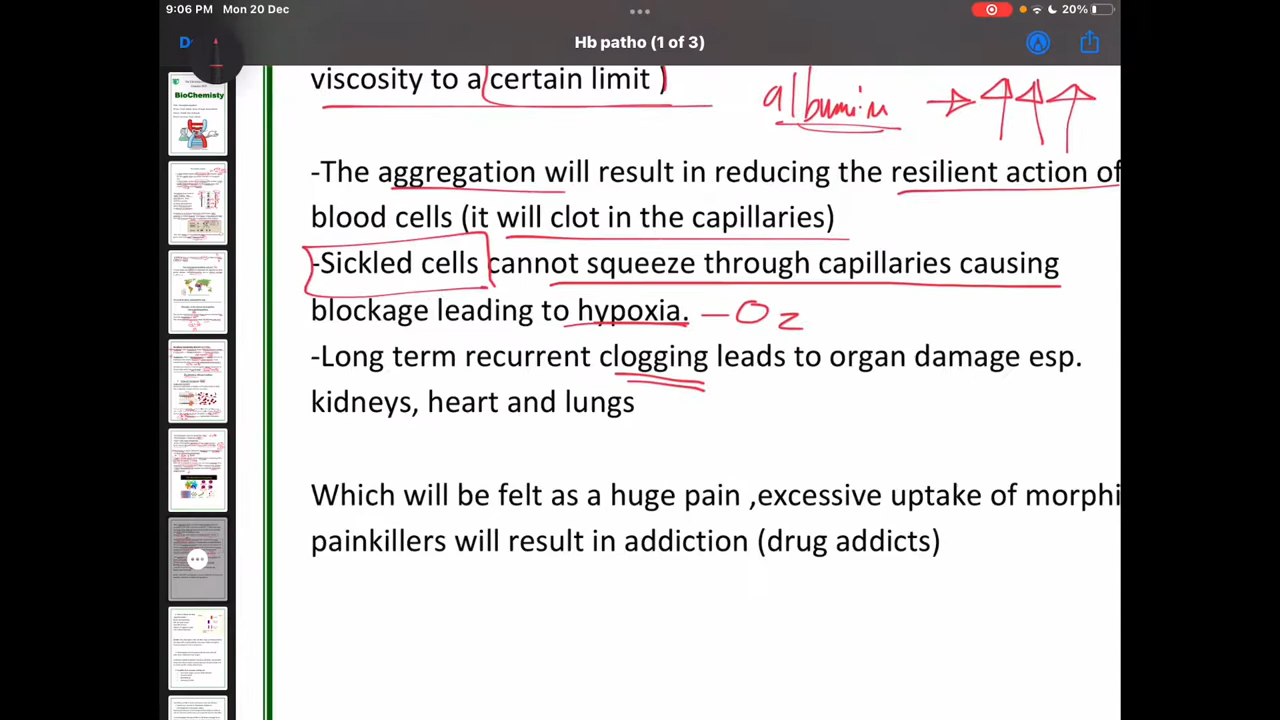 9:06 PM Mon 20 Dec
20%
Hb patho (1 of 3)
BioChemisty
viscosity to a certain limit )
albumin
-The aggregation will result in reducing the resilient action of
blood cells (it will clot in the capillaries)
-Sickled cells cannot squeeze through capillaries causing
blockage leading to hypoxia. – O2
-Long term recurrent clogging leads to organ damage esp.
kidneys, heart and lungs
Which will be felt as a huge pain ,excessive uptake of morphi
painkillers will result in addiction (drug addicts)